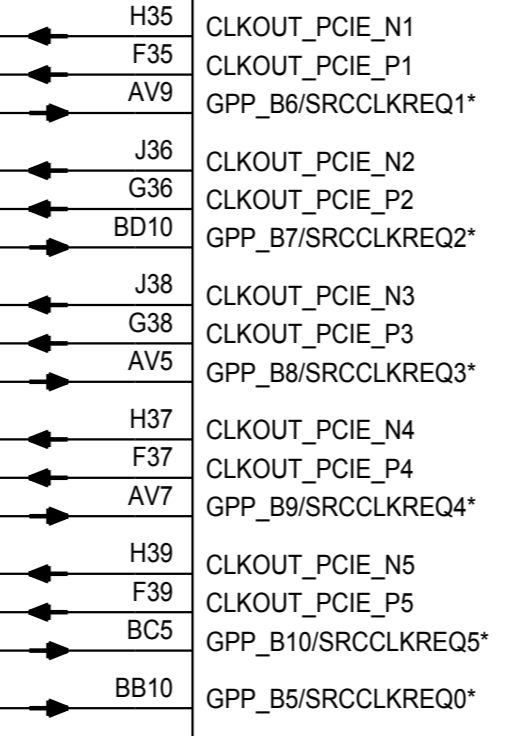 H35 CLKOUT_PCIE_N1
F35 CLKOUT_PCIE_P1
AV9 GPP_B6/SRCCLKREQ1*
J36 CLKOUT_PCIE_N2
G36 CLKOUT_PCIE_P2
BD10 GPP_B7/SRCCLKREQ2*
J38 CLKOUT_PCIE_N3
G38 CLKOUT_PCIE_P3
AV5 GPP_B8/SRCCLKREQ3*
H37 CLKOUT_PCIE_N4
F37 CLKOUT_PCIE_P4
AV7 GPP_B9/SRCCLKREQ4*
H39 CLKOUT_PCIE_N5
F39 CLKOUT_PCIE_P5
BC5 GPP_B10/SRCCLKREQ5*
BB10 GPP_B5/SRCCLKREQ0*